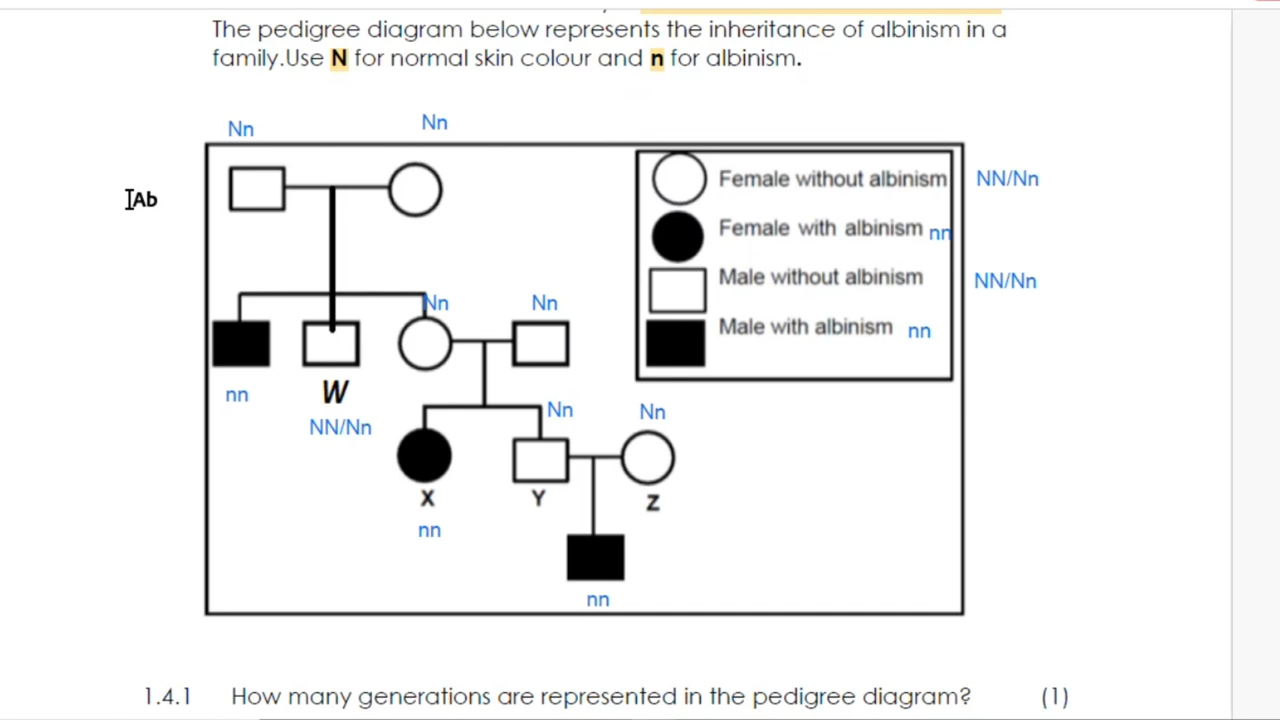 The pedigree diagram below represents the inheritance of albinism in a
family.Use N for normal skin colour and n for albinism.
Nn
Nn
Female without albinism
NN/Nn
Ab
Female with albinism nn
Male without albinism
NN/Nn
Nn
Nn
Male with albinism nn
nn
W
NN/Nn
Nn
Nn
X
Y
Z
nn
nn
1.4.1 How many generations are represented in the pedigree diagram? (1)